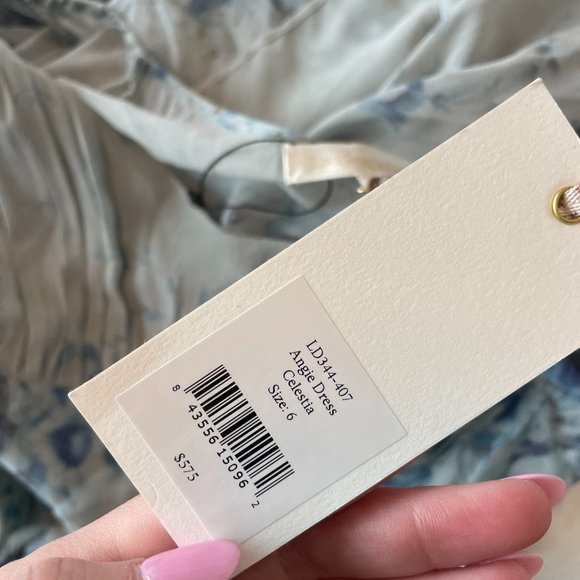 LD344-407
Angie Dress
Celestia
Size: 6
8 43556 15096 2
$575